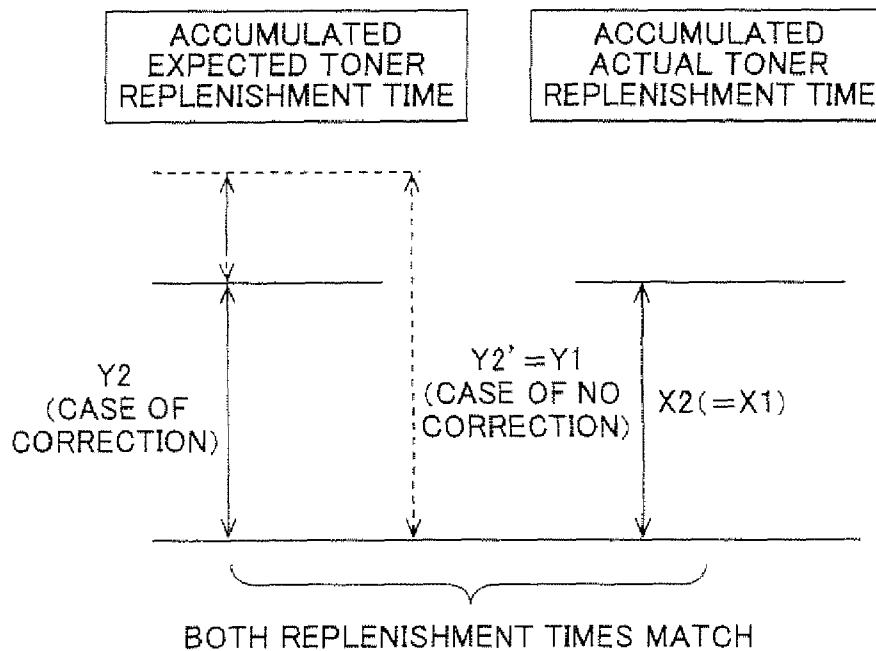 ACCUMULATED
EXPECTED TONER
REPLENISHMENT TIME
ACCUMULATED
ACTUAL TONER
REPLENISHMENT TIME
Y2
(CASE OF
CORRECTION)
Y2'=Y1
(CASE OF NO
CORRECTION)
X2(=X1)
BOTH REPLENISHMENT TIMES MATCH